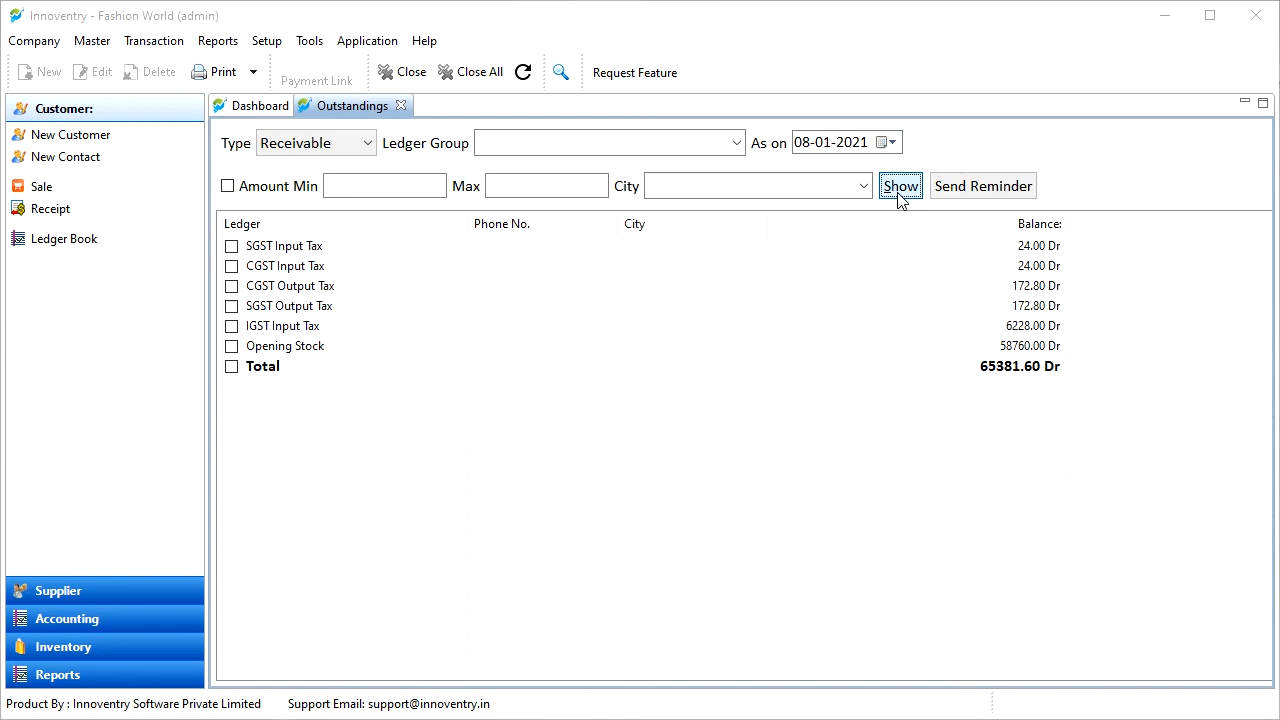 Innoventry - Fashion World (admin)
Company Master Transaction Reports Setup Tools Application Help
New Edit Delete Print Payment Link Close Close All Request Feature
Customer:
New Customer
New Contact
Sale
Receipt
Ledger Book
Supplier
Accounting
Inventory
Reports
Dashboard Outstandings
Type Receivable Ledger Group As on 08-01-2021
Amount Min Max City Show Send Reminder
Ledger Phone No. City Balance:
SGST Input Tax 24.00 Dr
CGST Input Tax 24.00 Dr
CGST Output Tax 172.80 Dr
SGST Output Tax 172.80 Dr
IGST Input Tax 6228.00 Dr
Opening Stock 58760.00 Dr
Total 65381.60 Dr
Product By : Innoventry Software Private Limited Support Email: support@innoventry.in